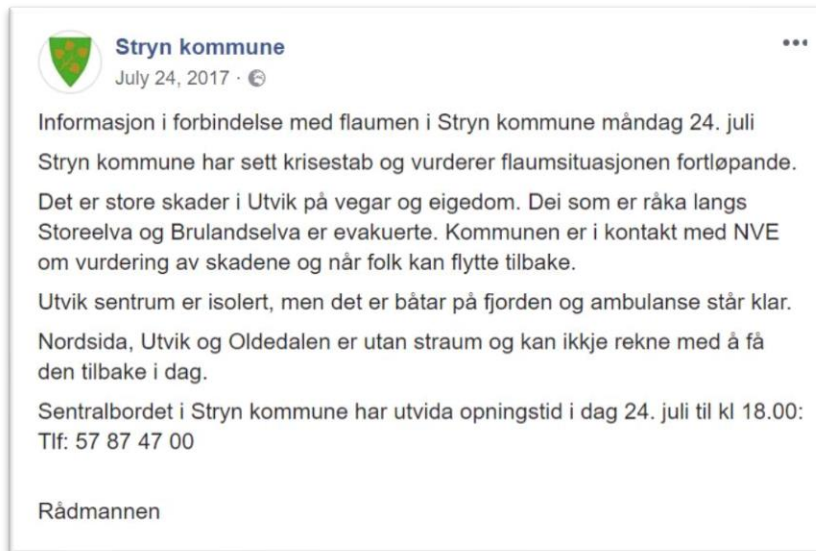 Stryn kommune
July 24, 2017 ·
Informasjon i forbindelse med flaumen i Stryn kommune måndag 24. juli
Stryn kommune har sett krisestab og vurderer flaumsituasjonen fortløpande.
Det er store skader i Utvik på vegar og eigedom. Dei som er råka langs
Storeelva og Brulandselva er evakuerte. Kommunen er i kontakt med NVE
om vurdering av skadene og når folk kan flytte tilbake.
Utvik sentrum er isolert, men det er båtar på fjorden og ambulanse står klar.
Nordsida, Utvik og Oldedalen er utan straum og kan ikkje rekne med å få
den tilbake i dag.
Sentralbordet i Stryn kommune har utvida opningstid i dag 24. juli til kl 18.00:
Tlf: 57 87 47 00
Rådmannen